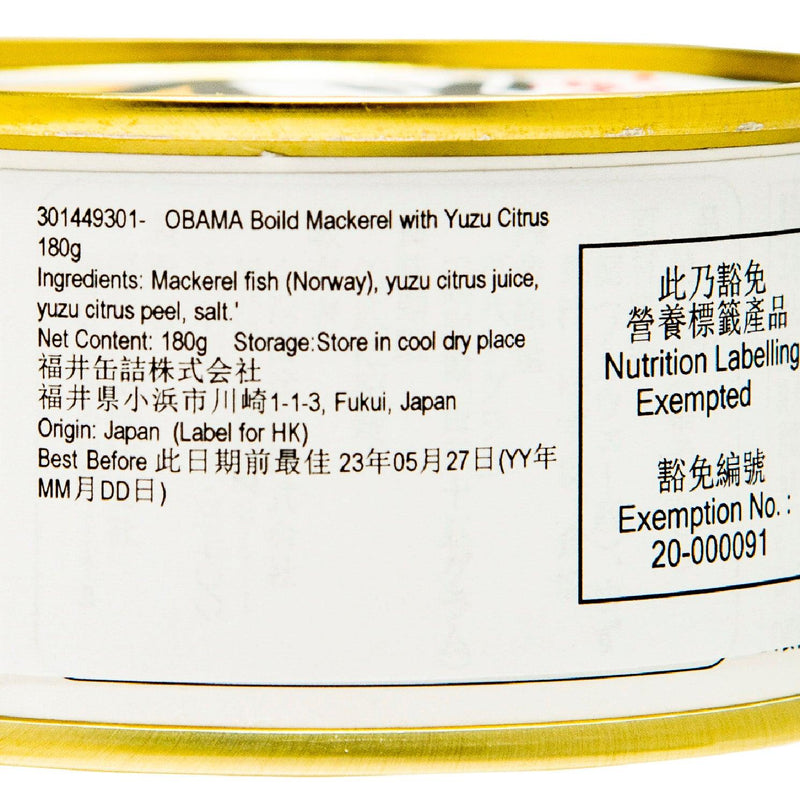 301449301- OBAMA Boild Mackerel with Yuzu Citrus
180g
Ingredients: Mackerel fish (Norway), yuzu citrus juice,
yuzu citrus peel, salt.'
Net Content: 180g Storage:Store in cool dry place
福井缶詰株式会社
福井県小浜市川崎1-1-3, Fukui, Japan
Origin: Japan (Label for HK)
Best Before 此日期前最佳 23年05月27日(YY年
MM月DD日)
此乃豁免
營養標籤產品
Nutrition Labelling
Exempted
豁免編號
Exemption No. :
20-000091